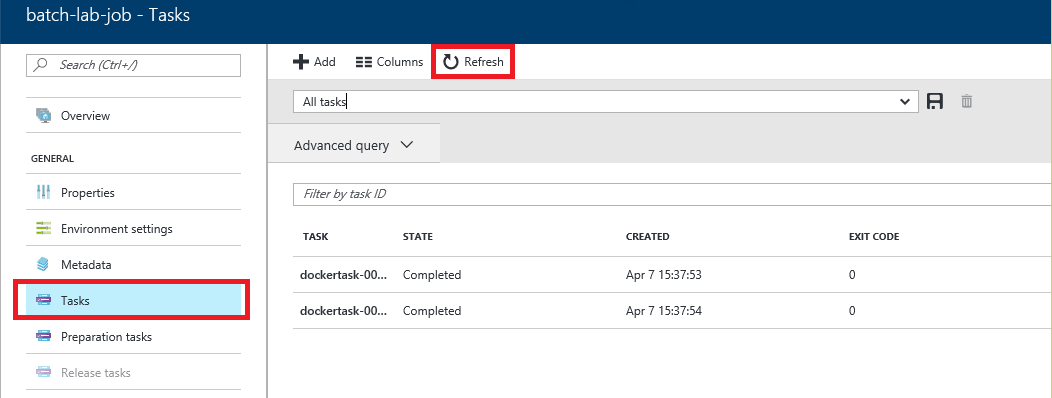 batch-lab-job - Tasks
Search (Ctrl+/)
Overview
GENERAL
Properties
Environment settings
Metadata
Tasks
Preparation tasks
Release tasks
Add Columns Refresh
All tasks
Advanced query
Filter by task ID
TASK STATE CREATED EXIT CODE
dockertask-00... Completed Apr 7 15:37:53 0
dockertask-00... Completed Apr 7 15:37:54 0